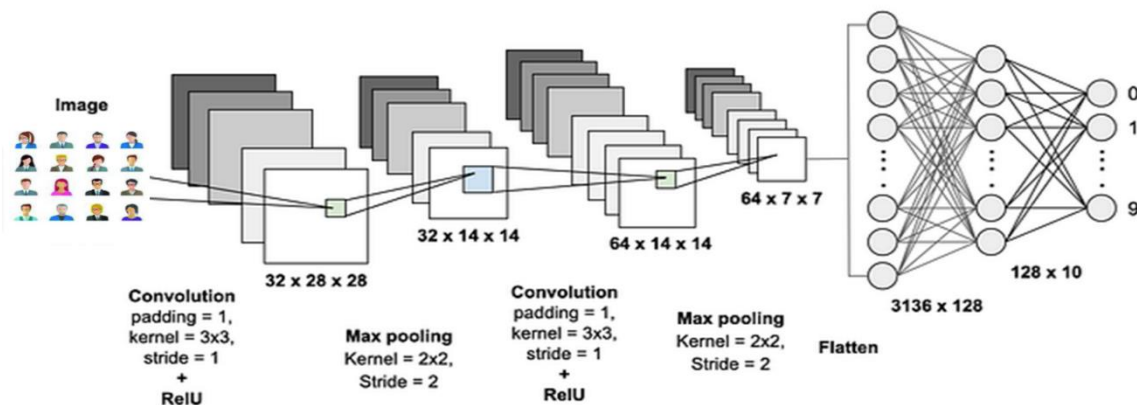 Image
32 x 28 x 28
Convolution
padding = 1,
kernel = 3x3,
stride = 1
+
RelU
32 x 14 x 14
Max pooling
Kernel = 2x2,
Stride = 2
64 x 14 x 14
Convolution
padding = 1,
kernel = 3x3,
stride = 1
+
RelU
64 x 7 x 7
Max pooling
Kernel = 2x2,
Stride = 2
Flatten
3136 x 128
128 x 10
0
1
9